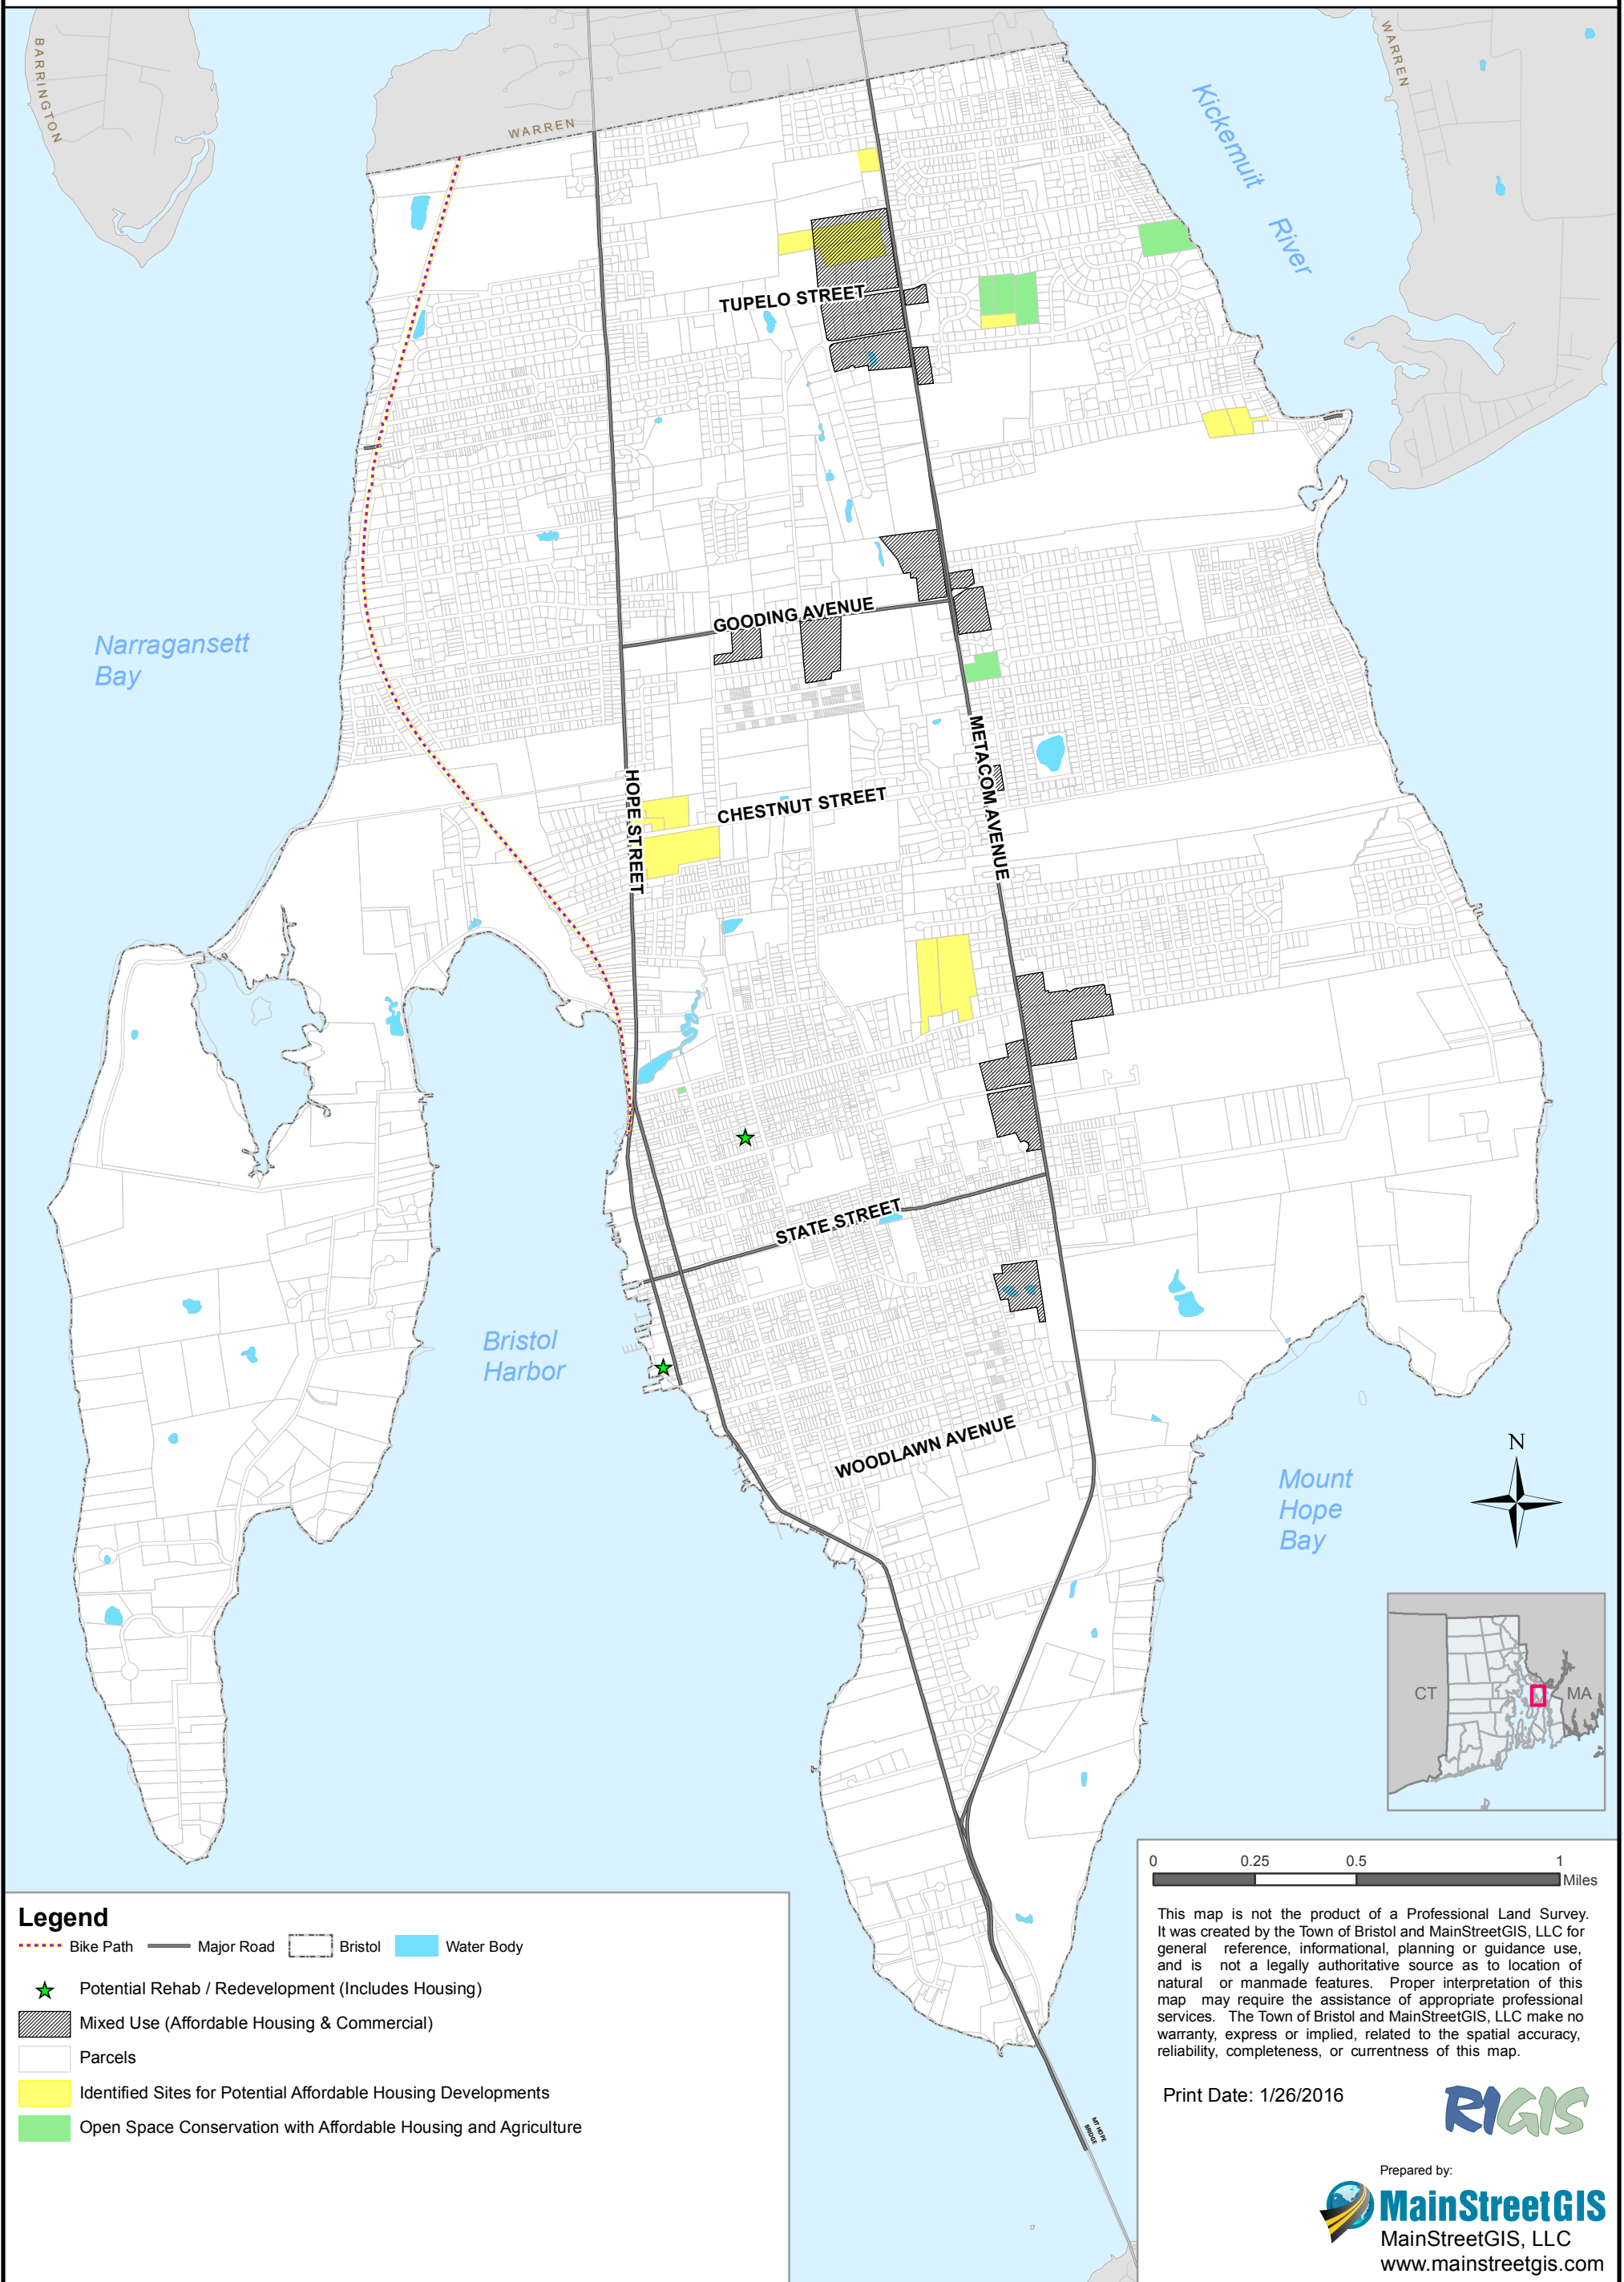 BARRINGTON
WARREN
WARREN
Kickemuit
River
TUPELO STREET
GOODING AVENUE
Narragansett
Bay
METACOM AVENUE
HOPE STREET
CHESTNUT STREET
STATE STREET
Bristol
Harbor
WOODLAWN AVENUE
Mount
Hope
Bay
N
CT
MA
0 0.25 0.5 1
Miles
Legend
Bike Path Major Road Bristol Water Body
Potential Rehab / Redevelopment (Includes Housing)
Mixed Use (Affordable Housing & Commercial)
Parcels
Identified Sites for Potential Affordable Housing Developments
Open Space Conservation with Affordable Housing and Agriculture
This map is not the product of a Professional Land Survey.
It was created by the Town of Bristol and MainStreetGIS, LLC for
general reference, informational, planning or guidance use,
and is not a legally authoritative source as to location of
natural or manmade features. Proper interpretation of this
map may require the assistance of appropriate professional
services. The Town of Bristol and MainStreetGIS, LLC make no
warranty, express or implied, related to the spatial accuracy,
reliability, completeness, or currentness of this map.
Print Date: 1/26/2016
RIGIS
MT HOPE
BRIDGE
Prepared by:
MainStreetGIS
MainStreetGIS, LLC
www.mainstreetgis.com